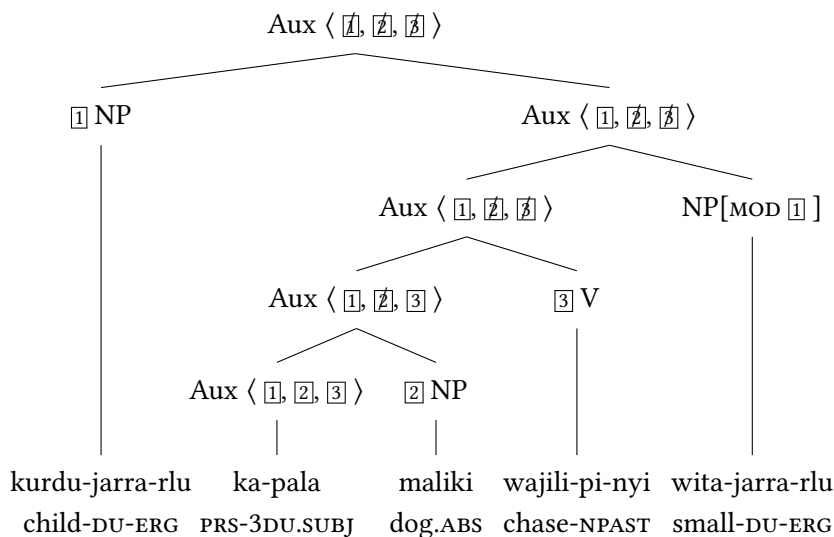 Aux ⟨ 1̸, 2̸, 3̸ ⟩
1 NP Aux ⟨ 1, 2̸, 3̸ ⟩
Aux ⟨ 1, 2̸, 3̸ ⟩ NP[MOD 1 ]
Aux ⟨ 1, 2̸, 3 ⟩ 3 V
Aux ⟨ 1, 2, 3 ⟩ 2 NP
kurdu-jarra-rlu ka-pala maliki wajili-pi-nyi wita-jarra-rlu
child-DU-ERG PRS-3DU.SUBJ dog.ABS chase-NPAST small-DU-ERG